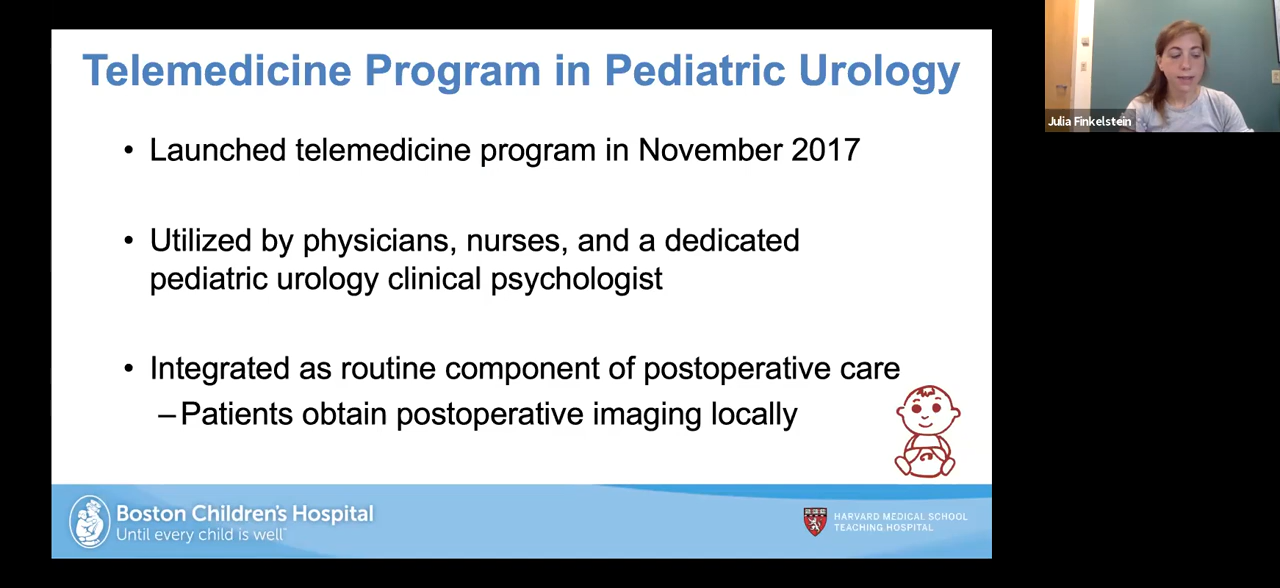 Telemedicine Program in Pediatric Urology
• Launched telemedicine program in November 2017
• Utilized by physicians, nurses, and a dedicated
pediatric urology clinical psychologist
• Integrated as routine component of postoperative care
– Patients obtain postoperative imaging locally
Boston Children's Hospital
Until every child is well™
HARVARD MEDICAL SCHOOL
TEACHING HOSPITAL
Julia Finkelstein